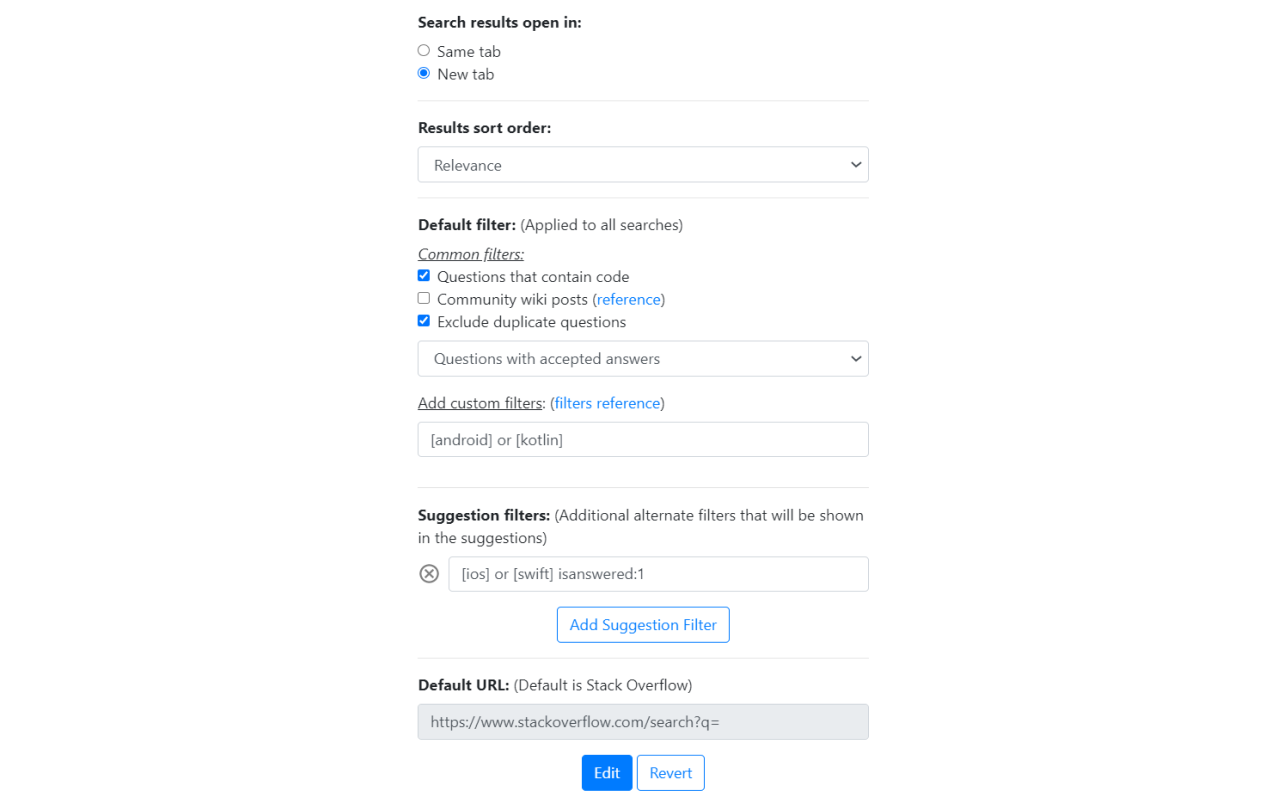 Search results open in:
Same tab
New tab
Results sort order:
Relevance
Default filter: (Applied to all searches)
Common filters:
Questions that contain code
Community wiki posts (reference)
Exclude duplicate questions
Questions with accepted answers
Add custom filters: (filters reference)
[android] or [kotlin]
Suggestion filters: (Additional alternate filters that will be shown
in the suggestions)
[ios] or [swift] isanswered:1
Add Suggestion Filter
Default URL: (Default is Stack Overflow)
https://www.stackoverflow.com/search?q=
Edit Revert